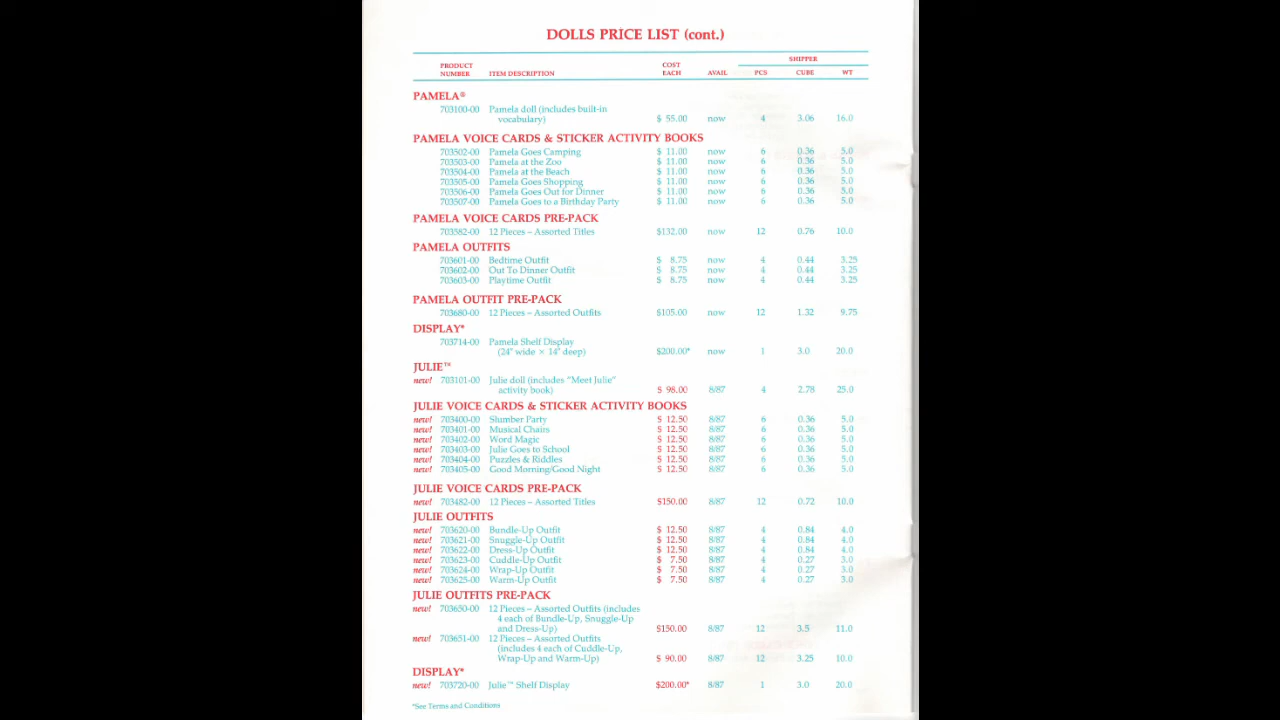 DOLLS PRICE LIST (cont.)
SHIPPER
PRODUCT NUMBER ITEM DESCRIPTION COST EACH AVAIL PCS CUBE WT
PAMELA®
703100-00 Pamela doll (includes built-in
vocabulary) $ 55.00 now 4 3.06 16.0
PAMELA VOICE CARDS & STICKER ACTIVITY BOOKS
703502-00 Pamela Goes Camping $ 11.00 now 6 0.36 5.0
703503-00 Pamela at the Zoo $ 11.00 now 6 0.36 5.0
703504-00 Pamela at the Beach $ 11.00 now 6 0.36 5.0
703505-00 Pamela Goes Shopping $ 11.00 now 6 0.36 5.0
703506-00 Pamela Goes Out for Dinner $ 11.00 now 6 0.36 5.0
703507-00 Pamela Goes to a Birthday Party $ 11.00 now 6 0.36 5.0
PAMELA VOICE CARDS PRE-PACK
703582-00 12 Pieces – Assorted Titles $132.00 now 12 0.76 10.0
PAMELA OUTFITS
703601-00 Bedtime Outfit $ 8.75 now 4 0.44 3.25
703602-00 Out To Dinner Outfit $ 8.75 now 4 0.44 3.25
703603-00 Playtime Outfit $ 8.75 now 4 0.44 3.25
PAMELA OUTFIT PRE-PACK
703680-00 12 Pieces – Assorted Outfits $105.00 now 12 1.32 9.75
DISPLAY*
703714-00 Pamela Shelf Display
(24" wide × 14" deep) $200.00* now 1 3.0 20.0
JULIE™
new! 703101-00 Julie doll (includes "Meet Julie"
activity book) $ 98.00 8/87 4 2.78 25.0
JULIE VOICE CARDS & STICKER ACTIVITY BOOKS
new! 703400-00 Slumber Party $ 12.50 8/87 6 0.36 5.0
new! 703401-00 Musical Chairs $ 12.50 8/87 6 0.36 5.0
new! 703402-00 Word Magic $ 12.50 8/87 6 0.36 5.0
new! 703403-00 Julie Goes to School $ 12.50 8/87 6 0.36 5.0
new! 703404-00 Puzzles & Riddles $ 12.50 8/87 6 0.36 5.0
new! 703405-00 Good Morning/Good Night $ 12.50 8/87 6 0.36 5.0
JULIE VOICE CARDS PRE-PACK
new! 703482-00 12 Pieces – Assorted Titles $150.00 8/87 12 0.72 10.0
JULIE OUTFITS
new! 703620-00 Bundle-Up Outfit $ 12.50 8/87 4 0.84 4.0
new! 703621-00 Snuggle-Up Outfit $ 12.50 8/87 4 0.84 4.0
new! 703622-00 Dress-Up Outfit $ 12.50 8/87 4 0.84 4.0
new! 703623-00 Cuddle-Up Outfit $ 7.50 8/87 4 0.27 3.0
new! 703624-00 Wrap-Up Outfit $ 7.50 8/87 4 0.27 3.0
new! 703625-00 Warm-Up Outfit $ 7.50 8/87 4 0.27 3.0
JULIE OUTFITS PRE-PACK
new! 703650-00 12 Pieces – Assorted Outfits (includes
4 each of Bundle-Up, Snuggle-Up
and Dress-Up) $150.00 8/87 12 3.5 11.0
new! 703651-00 12 Pieces – Assorted Outfits
(includes 4 each of Cuddle-Up,
Wrap-Up and Warm-Up) $ 90.00 8/87 12 3.25 10.0
DISPLAY*
new! 703720-00 Julie™ Shelf Display $200.00* 8/87 1 3.0 20.0
*See Terms and Conditions